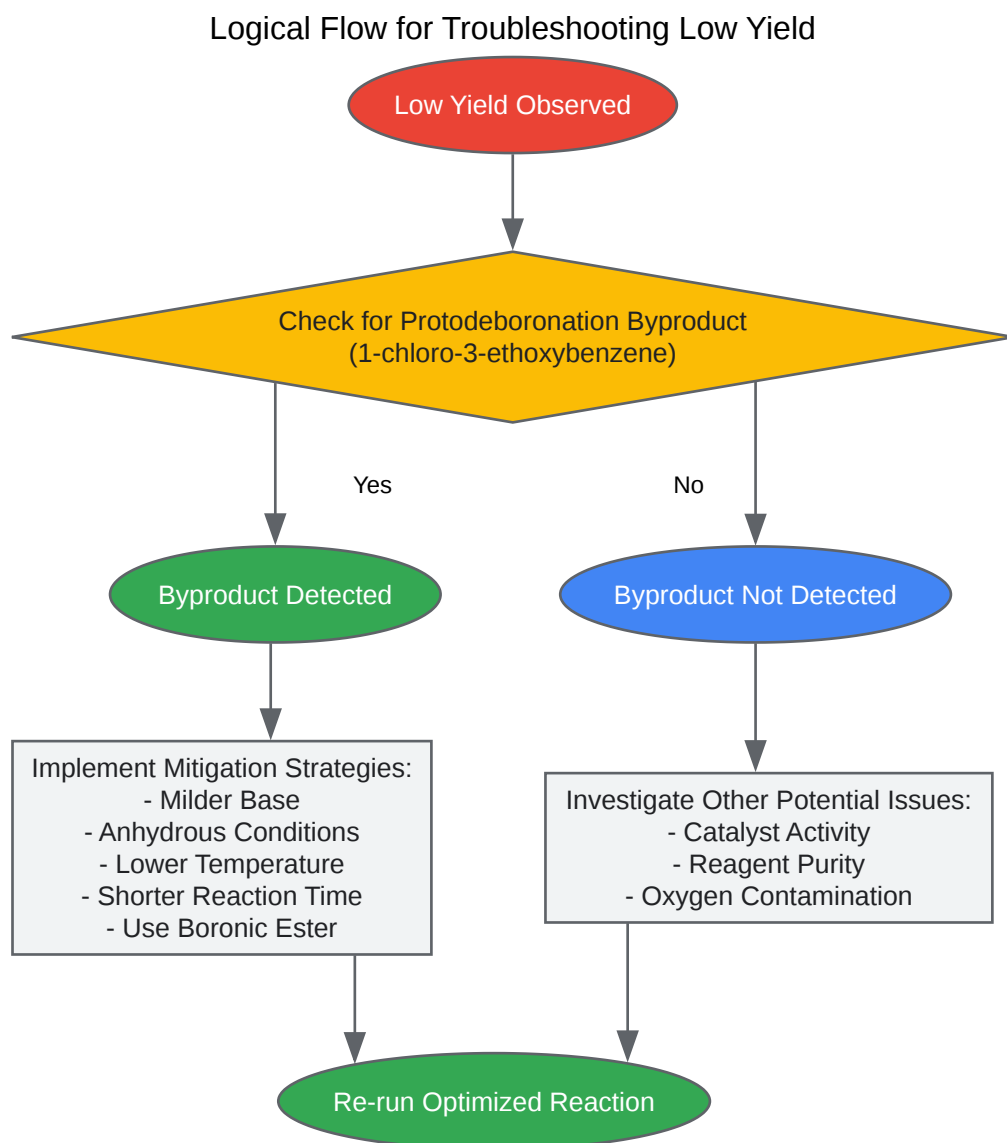 Logical Flow for Troubleshooting Low Yield
Low Yield Observed
Check for Protodeboronation Byproduct
(1-chloro-3-ethoxybenzene)
Yes
No
Byproduct Detected
Byproduct Not Detected
Implement Mitigation Strategies:
- Milder Base
- Anhydrous Conditions
- Lower Temperature
- Shorter Reaction Time
- Use Boronic Ester
Investigate Other Potential Issues:
- Catalyst Activity
- Reagent Purity
- Oxygen Contamination
Re-run Optimized Reaction